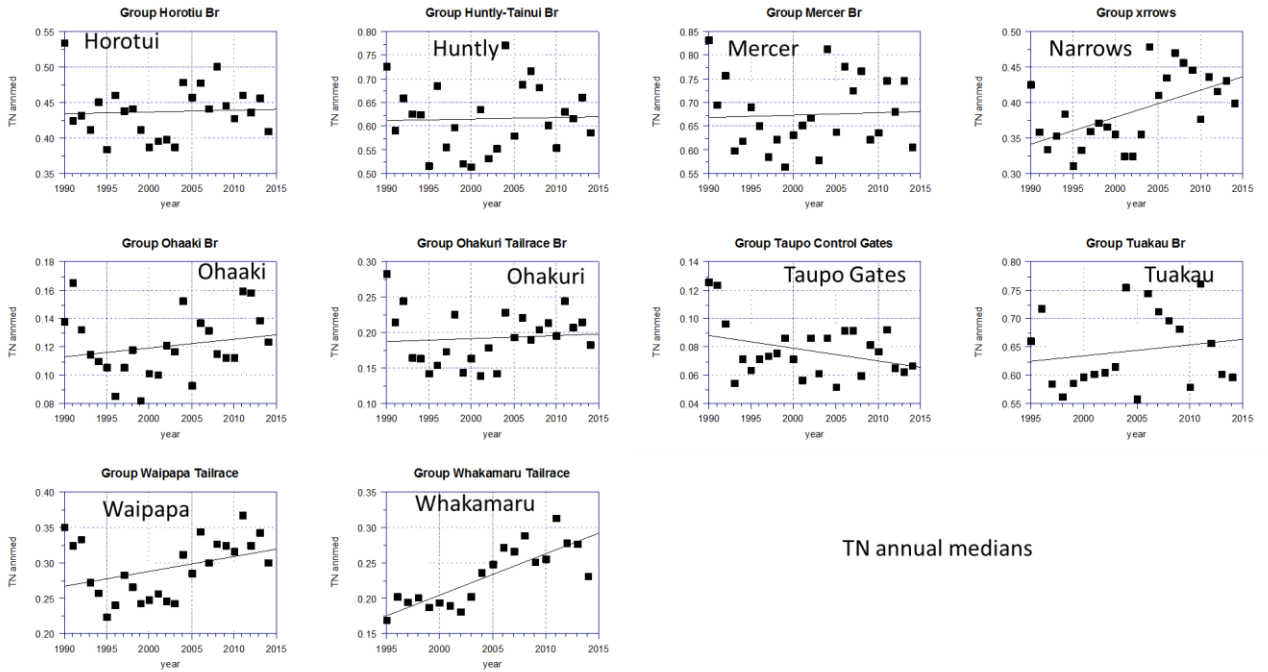 Group Horotiu Br
Horotui
TN annmed
0.55
0.50
0.45
0.40
0.35
1990 1995 2000 2005 2010 2015
year
Group Huntly-Tainui Br
Huntly
TN annmed
0.80
0.75
0.70
0.65
0.60
0.55
0.50
1990 1995 2000 2005 2010 2015
year
Group Mercer Br
Mercer
TN annmed
0.85
0.80
0.75
0.70
0.65
0.60
0.55
1990 1995 2000 2005 2010 2015
year
Group xrrows
Narrows
TN annmed
0.50
0.45
0.40
0.35
0.30
1990 1995 2000 2005 2010 2015
year
Group Ohaaki Br
Ohaaki
TN annmed
0.18
0.16
0.14
0.12
0.10
0.08
1990 1995 2000 2005 2010 2015
year
Group Ohakuri Tailrace Br
Ohakuri
TN annmed
0.30
0.25
0.20
0.15
0.10
1990 1995 2000 2005 2010 2015
year
Group Taupo Control Gates
Taupo Gates
TN annmed
0.14
0.12
0.10
0.08
0.06
0.04
1990 1995 2000 2005 2010 2015
year
Group Tuakau Br
Tuakau
TN annmed
0.80
0.75
0.70
0.65
0.60
0.55
1995 2000 2005 2010 2015
year
Group Waipapa Tailrace
Waipapa
TN annmed
0.40
0.35
0.30
0.25
0.20
1990 1995 2000 2005 2010 2015
year
Group Whakamaru Tailrace
Whakamaru
TN annmed
0.35
0.30
0.25
0.20
0.15
1995 2000 2005 2010 2015
year
TN annual medians